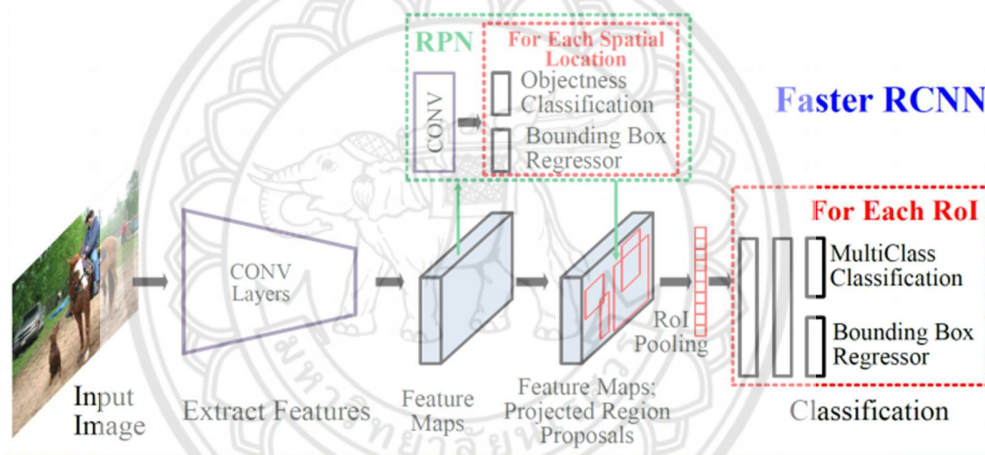 RPN
For Each Spatial
Location
CONV
Objectness
Classification
Bounding Box
Regressor
Faster RCNN
For Each RoI
MultiClass
Classification
Bounding Box
Regressor
CONV
Layers
RoI
Pooling
Input
Image
Extract Features
Feature
Maps
Feature Maps;
Projected Region
Proposals
Classification